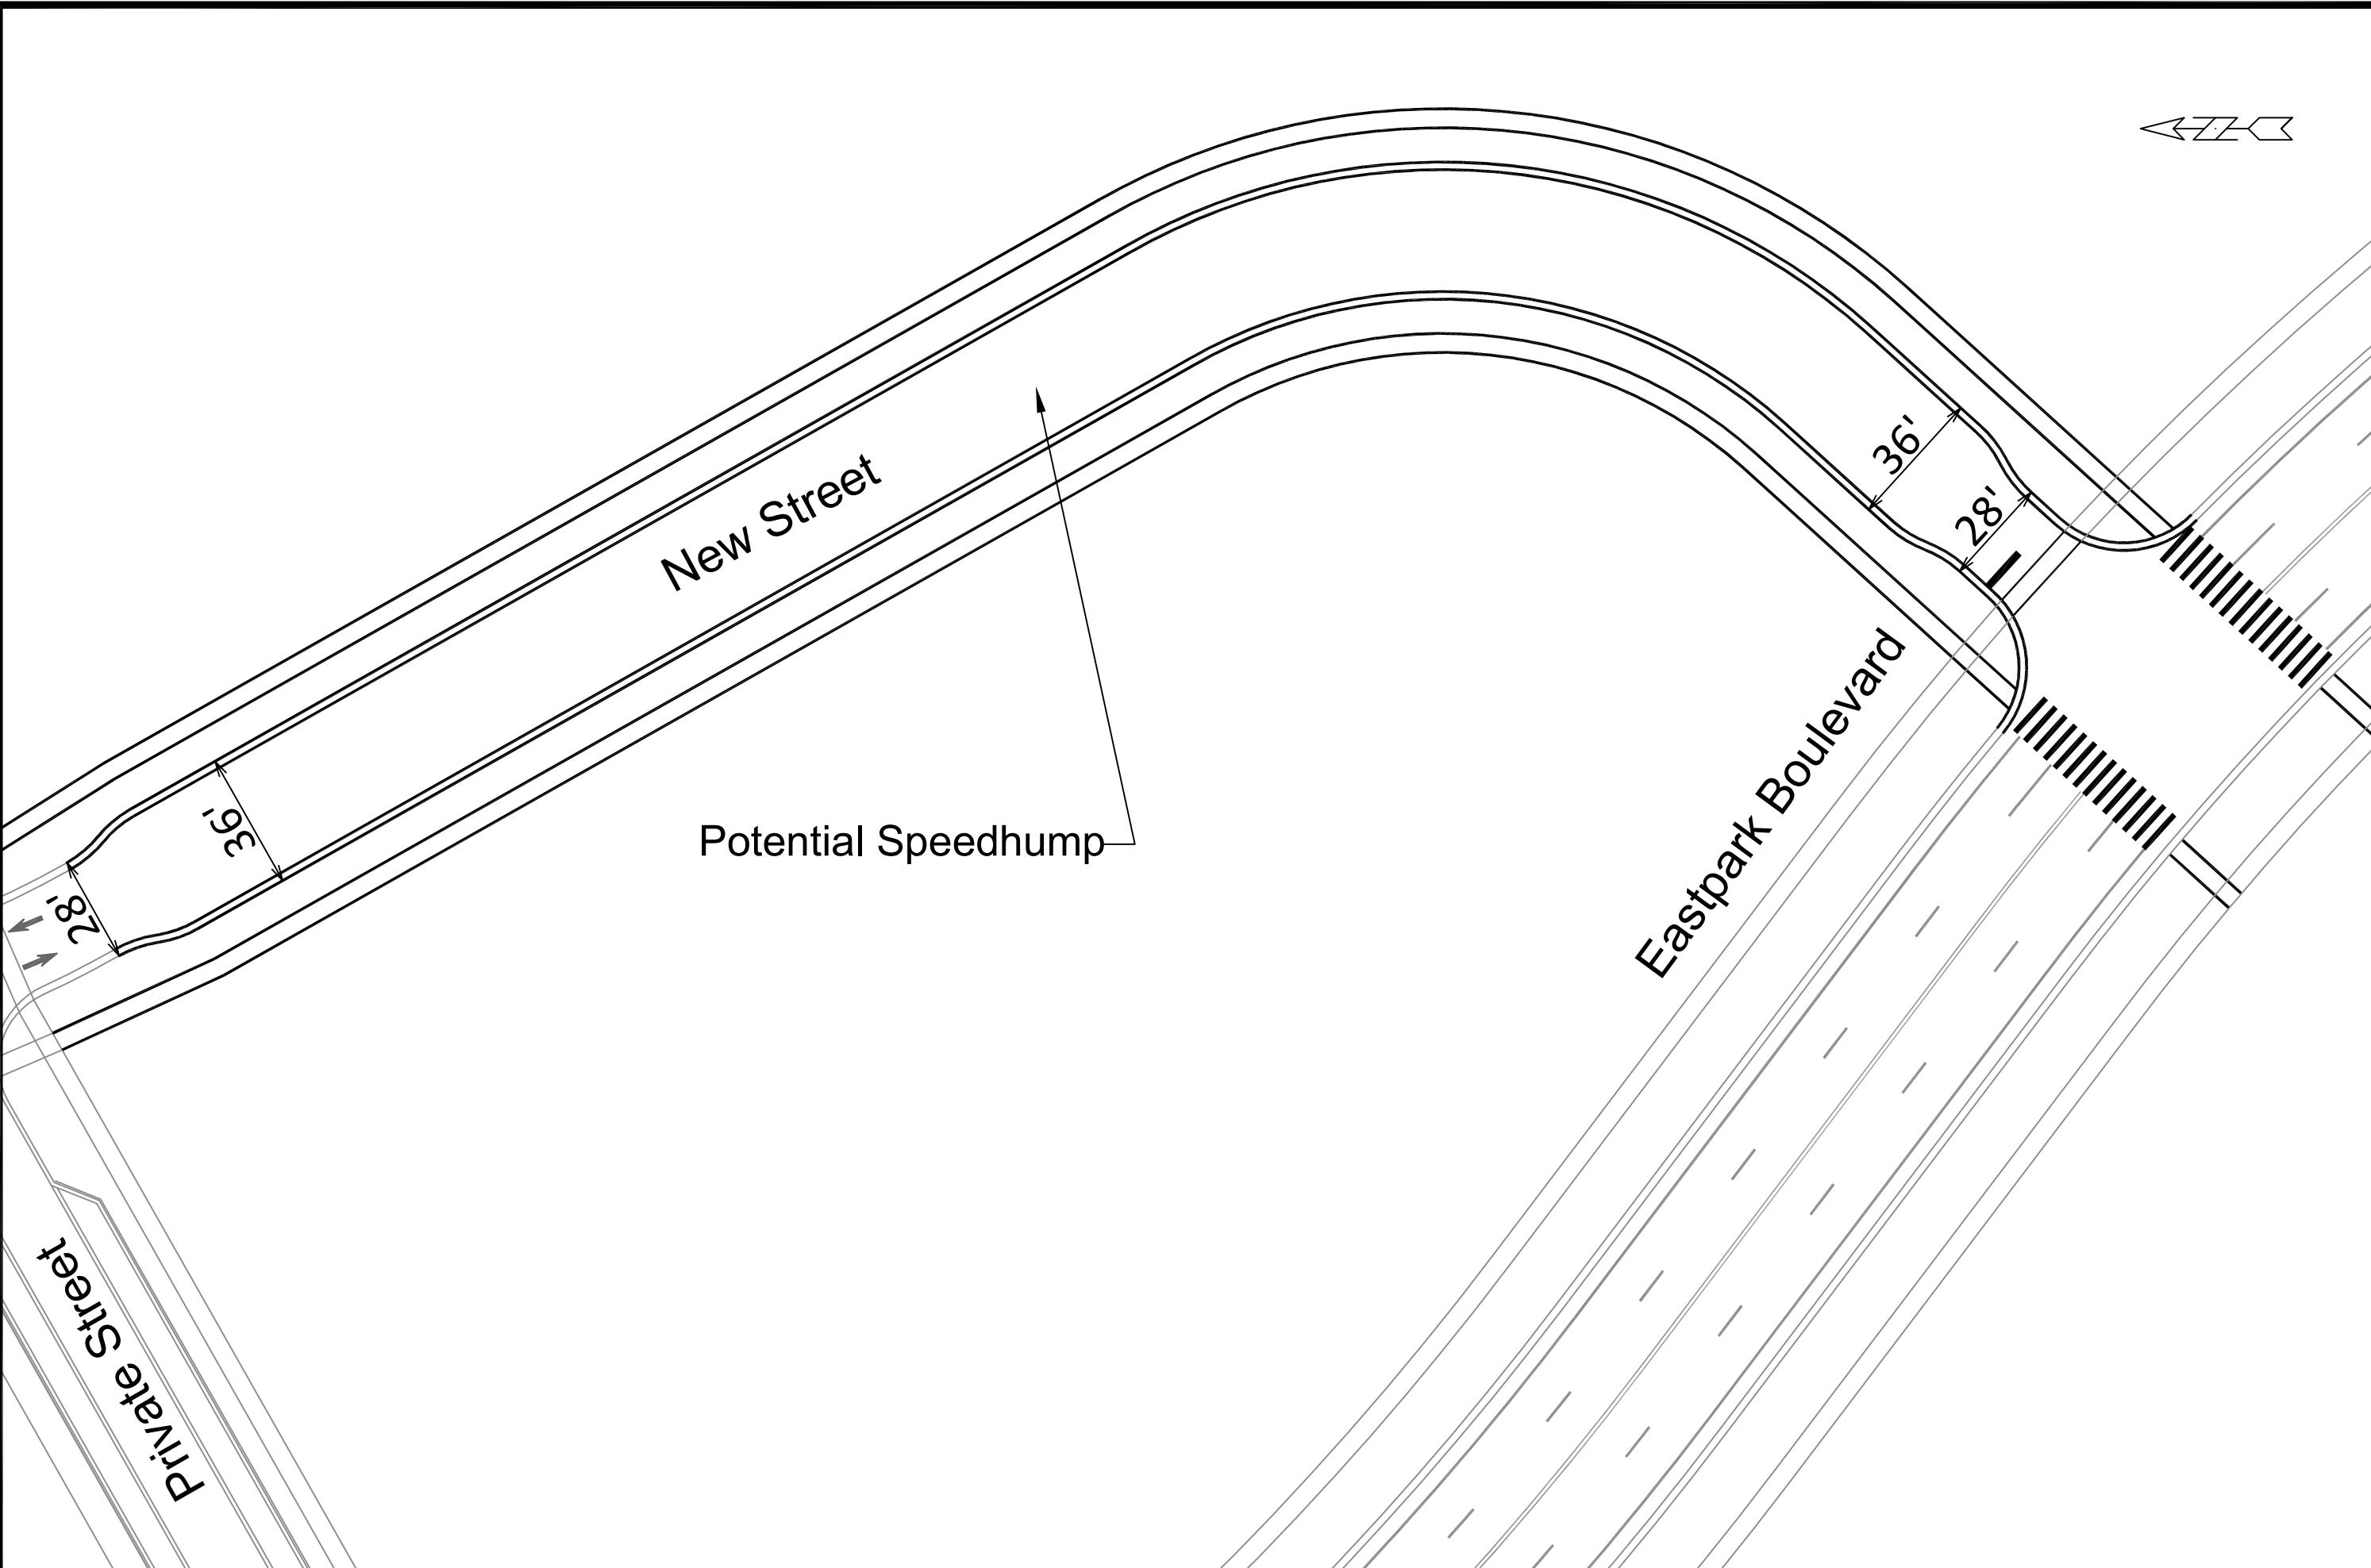 36'
28'
New Street
Eastpark Boulevard
36'
Potential Speedhump
28'
Private Street